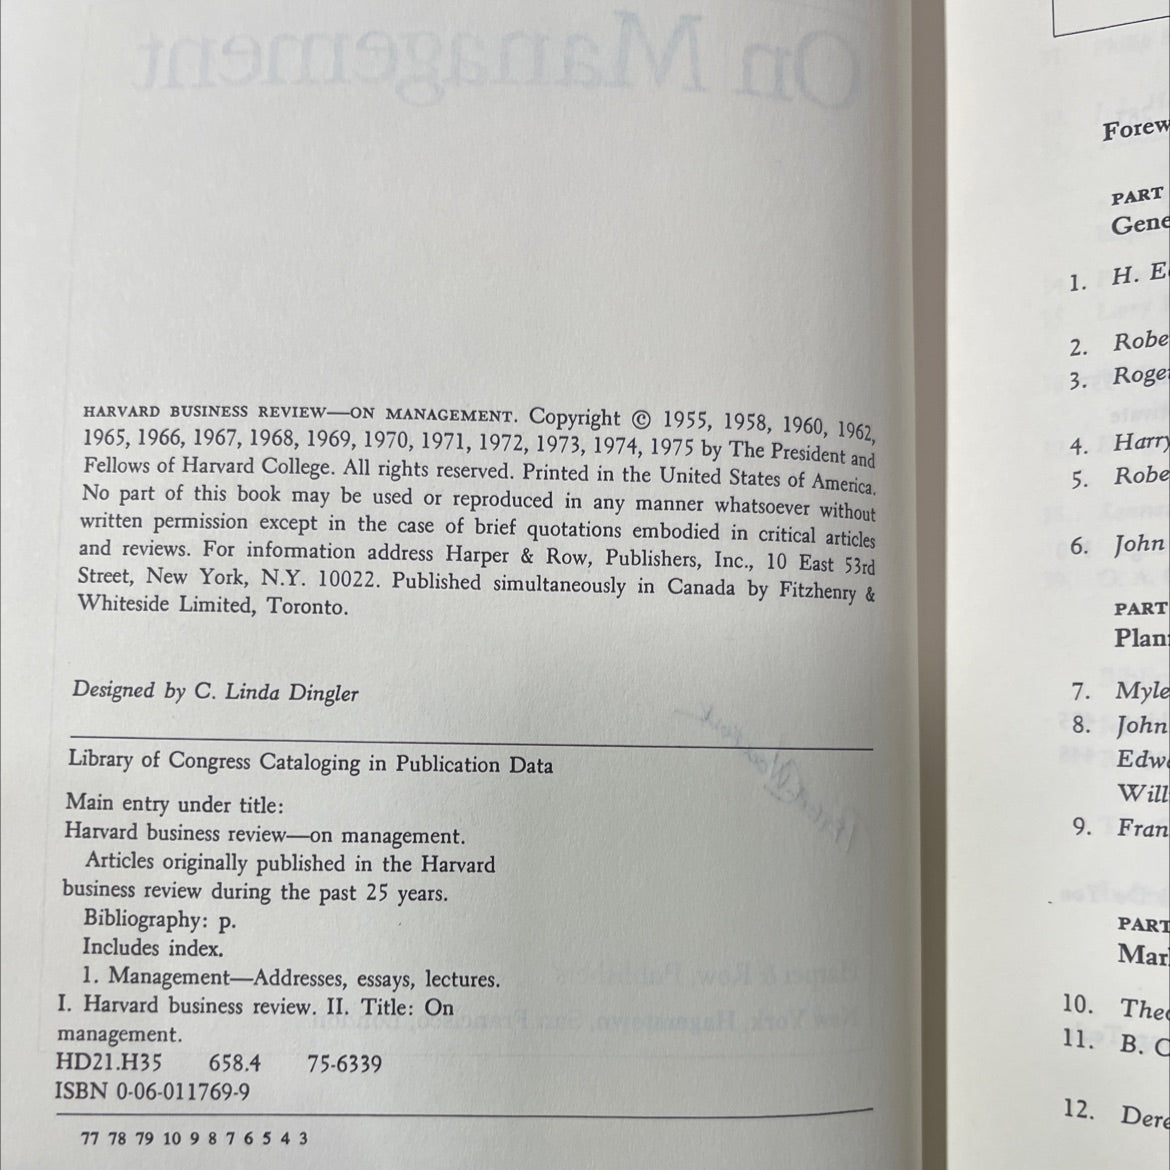 On Management
HARVARD BUSINESS REVIEW—ON MANAGEMENT. Copyright © 1955, 1958, 1960, 1962,
1965, 1966, 1967, 1968, 1969, 1970, 1971, 1972, 1973, 1974, 1975 by The President and
Fellows of Harvard College. All rights reserved. Printed in the United States of America.
No part of this book may be used or reproduced in any manner whatsoever without
written permission except in the case of brief quotations embodied in critical articles
and reviews. For information address Harper & Row, Publishers, Inc., 10 East 53rd
Street, New York, N.Y. 10022. Published simultaneously in Canada by Fitzhenry &
Whiteside Limited, Toronto.
Designed by C. Linda Dingler
Library of Congress Cataloging in Publication Data
Main entry under title:
Harvard business review—on management.
Articles originally published in the Harvard
business review during the past 25 years.
Bibliography: p.
Includes index.
1. Management—Addresses, essays, lectures.
I. Harvard business review. II. Title: On
management.
HD21.H35 658.4 75-6339
ISBN 0-06-011769-9
77 78 79 10 9 8 7 6 5 4 3
Forew
PART
Gene
1. H. E
2. Robe
3. Roge
4. Harry
5. Robe
6. John
PART
Plan
7. Myle
8. John
Edw
Will
9. Fran
PART
Mar
10. Theo
11. B. C
12. Dere